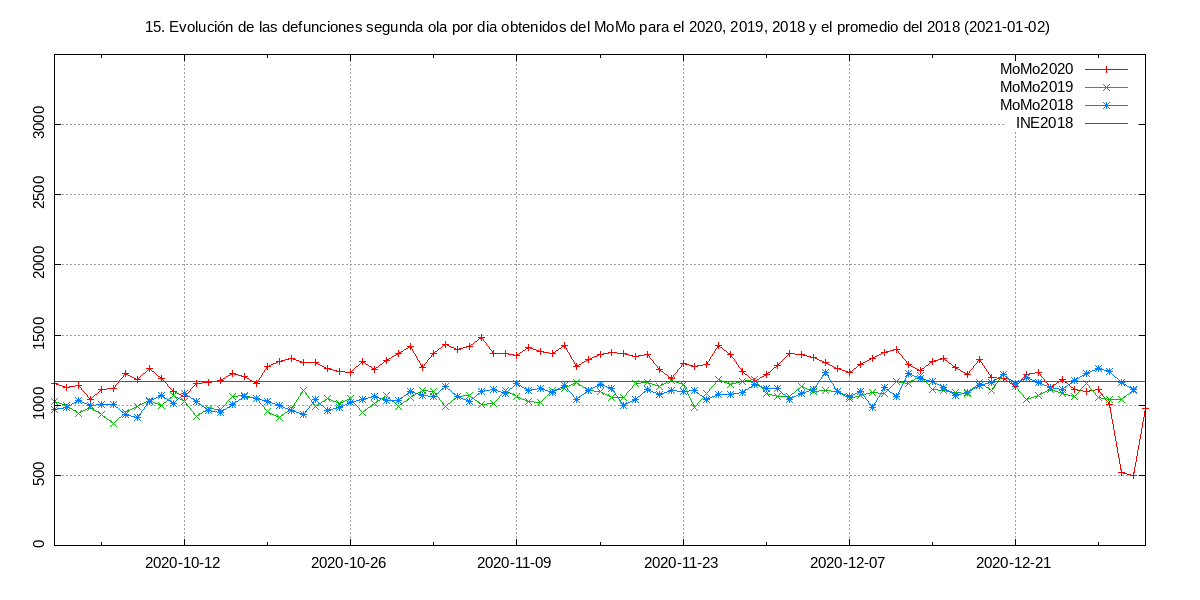 15. Evolución de las defunciones segunda ola por dia obtenidos del MoMo para el 2020, 2019, 2018 y el promedio del 2018 (2021-01-02)
MoMo2020
MoMo2019
MoMo2018
INE2018
3000
2500
2000
1500
1000
500
0
2020-10-12 2020-10-26 2020-11-09 2020-11-23 2020-12-07 2020-12-21